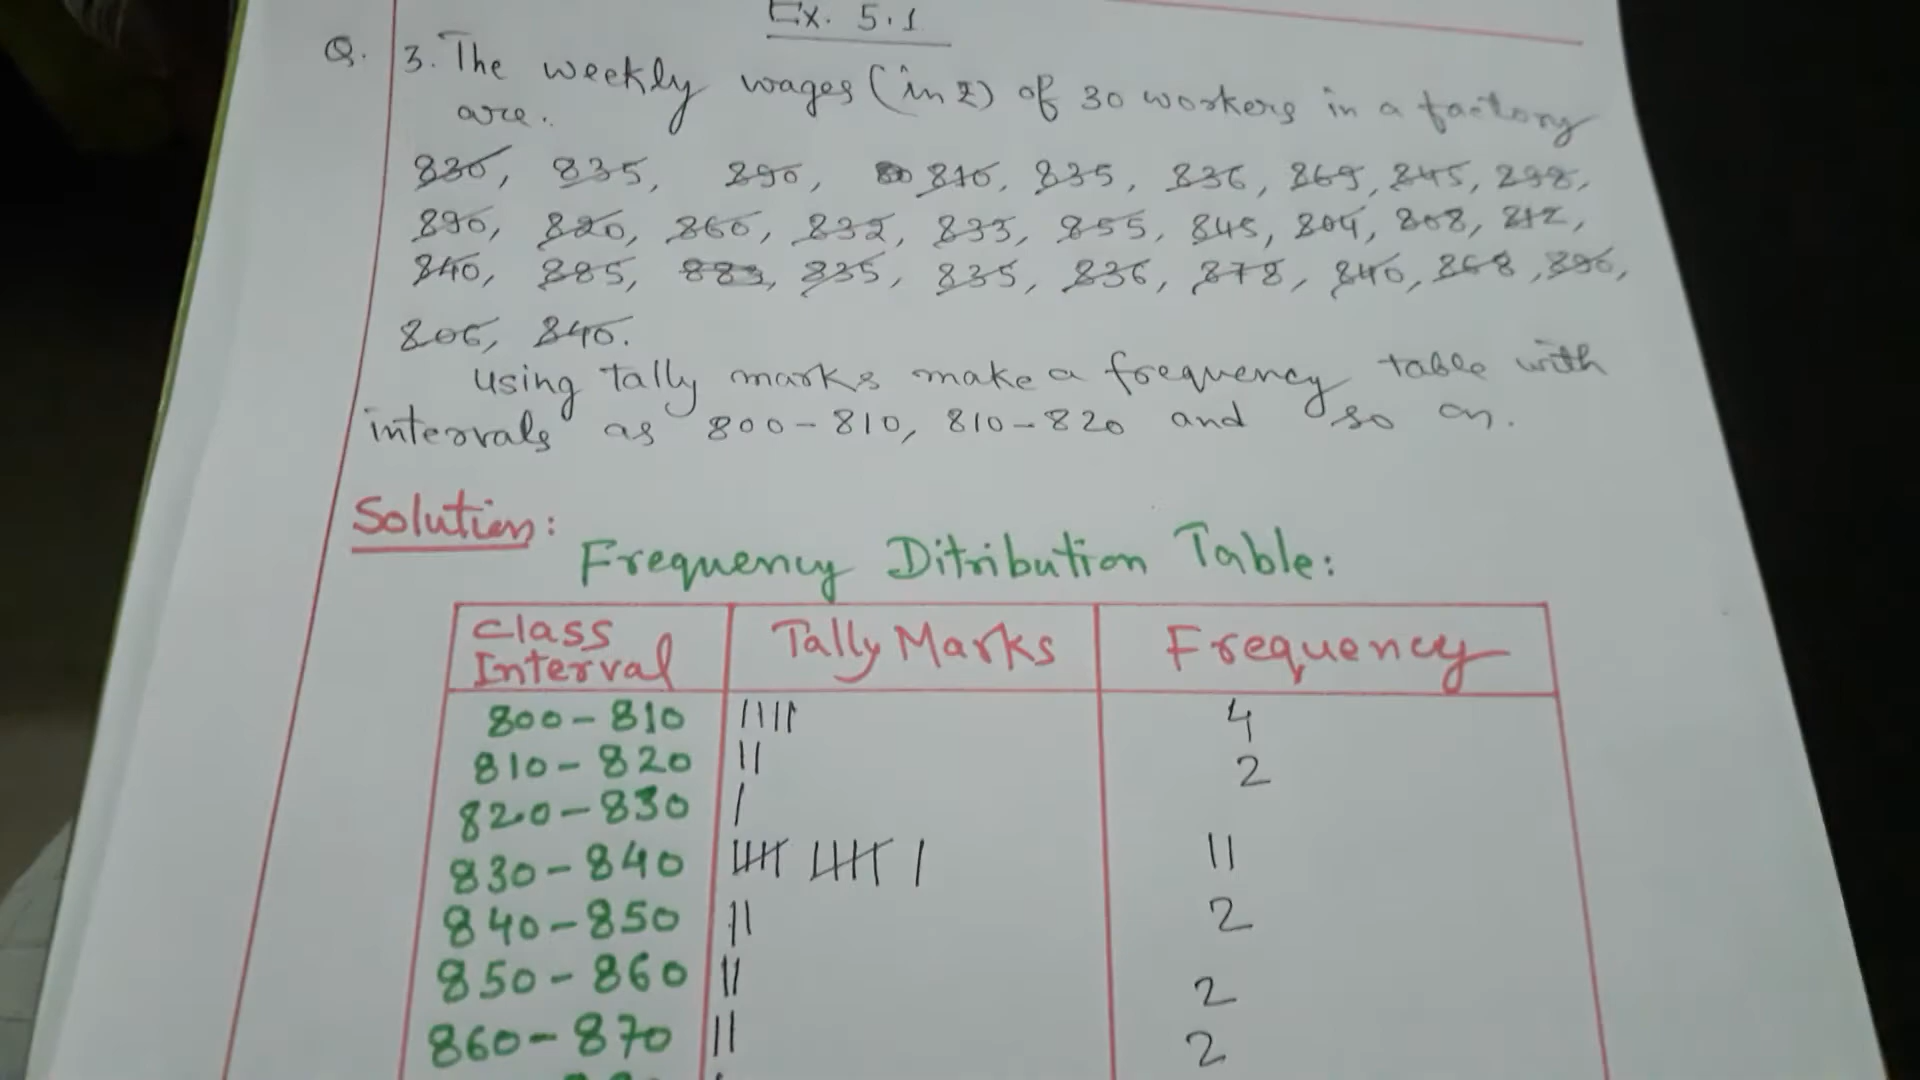 Ex. 5.1
Q. 3. The weekly wages (in ₹) of 30 workers in a factory
are.
830, 835, 890, 810, 835, 836, 869, 845, 898,
890, 820, 860, 832, 833, 855, 845, 804, 808, 812,
840, 885, 835, 835, 836, 878, 840, 868, 890,
806, 840.
Using tally marks make a frequency table with
intervals as 800-810, 810-820 and so on.
Solution:
Frequency Ditribution Table:
Class Interval Tally Marks Frequency
800-810 |||| 4
810-820 || 2
820-830 |
830-840 𝍸 𝍸 | 11
840-850 || 2
850-860 || 2
860-870 || 2